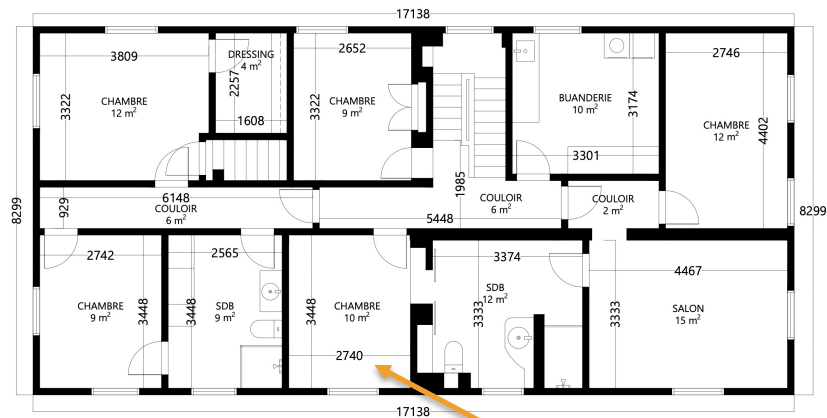 17138
3809
DRESSING
4 m²
2257
1608
2652
2746
3322
CHAMBRE
12 m²
3322
CHAMBRE
9 m²
BUANDERIE
10 m²
3174
3301
CHAMBRE
12 m²
4402
8299
929
6148
COULOIR
6 m²
1985
COULOIR
6 m²
5448
COULOIR
2 m²
8299
2742
2565
3374
4467
CHAMBRE
9 m²
3448
3448
SDB
9 m²
3448
CHAMBRE
10 m²
2740
3333
SDB
12 m²
3333
SALON
15 m²
17138